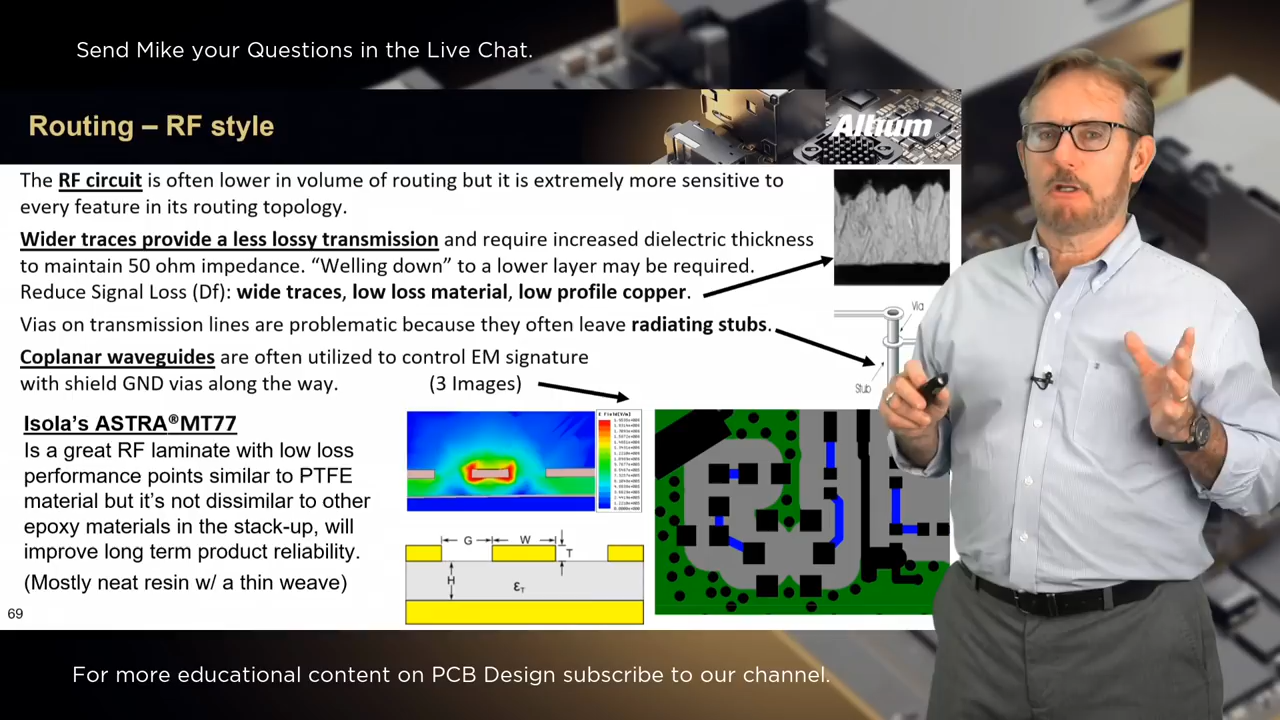 Send Mike your Questions in the Live Chat.
Routing – RF style
Altium
The RF circuit is often lower in volume of routing but it is extremely more sensitive to
every feature in its routing topology.
Wider traces provide a less lossy transmission and require increased dielectric thickness
to maintain 50 ohm impedance. “Welling down” to a lower layer may be required.
Reduce Signal Loss (Df): wide traces, low loss material, low profile copper.
Vias on transmission lines are problematic because they often leave radiating stubs.
Via
Stub
Coplanar waveguides are often utilized to control EM signature
with shield GND vias along the way. (3 Images)
Isola’s ASTRA®MT77
Is a great RF laminate with low loss
performance points similar to PTFE
material but it’s not dissimilar to other
epoxy materials in the stack-up, will
improve long term product reliability.
(Mostly neat resin w/ a thin weave)
E Field[V/m]
G W T
H
69
For more educational content on PCB Design subscribe to our channel.